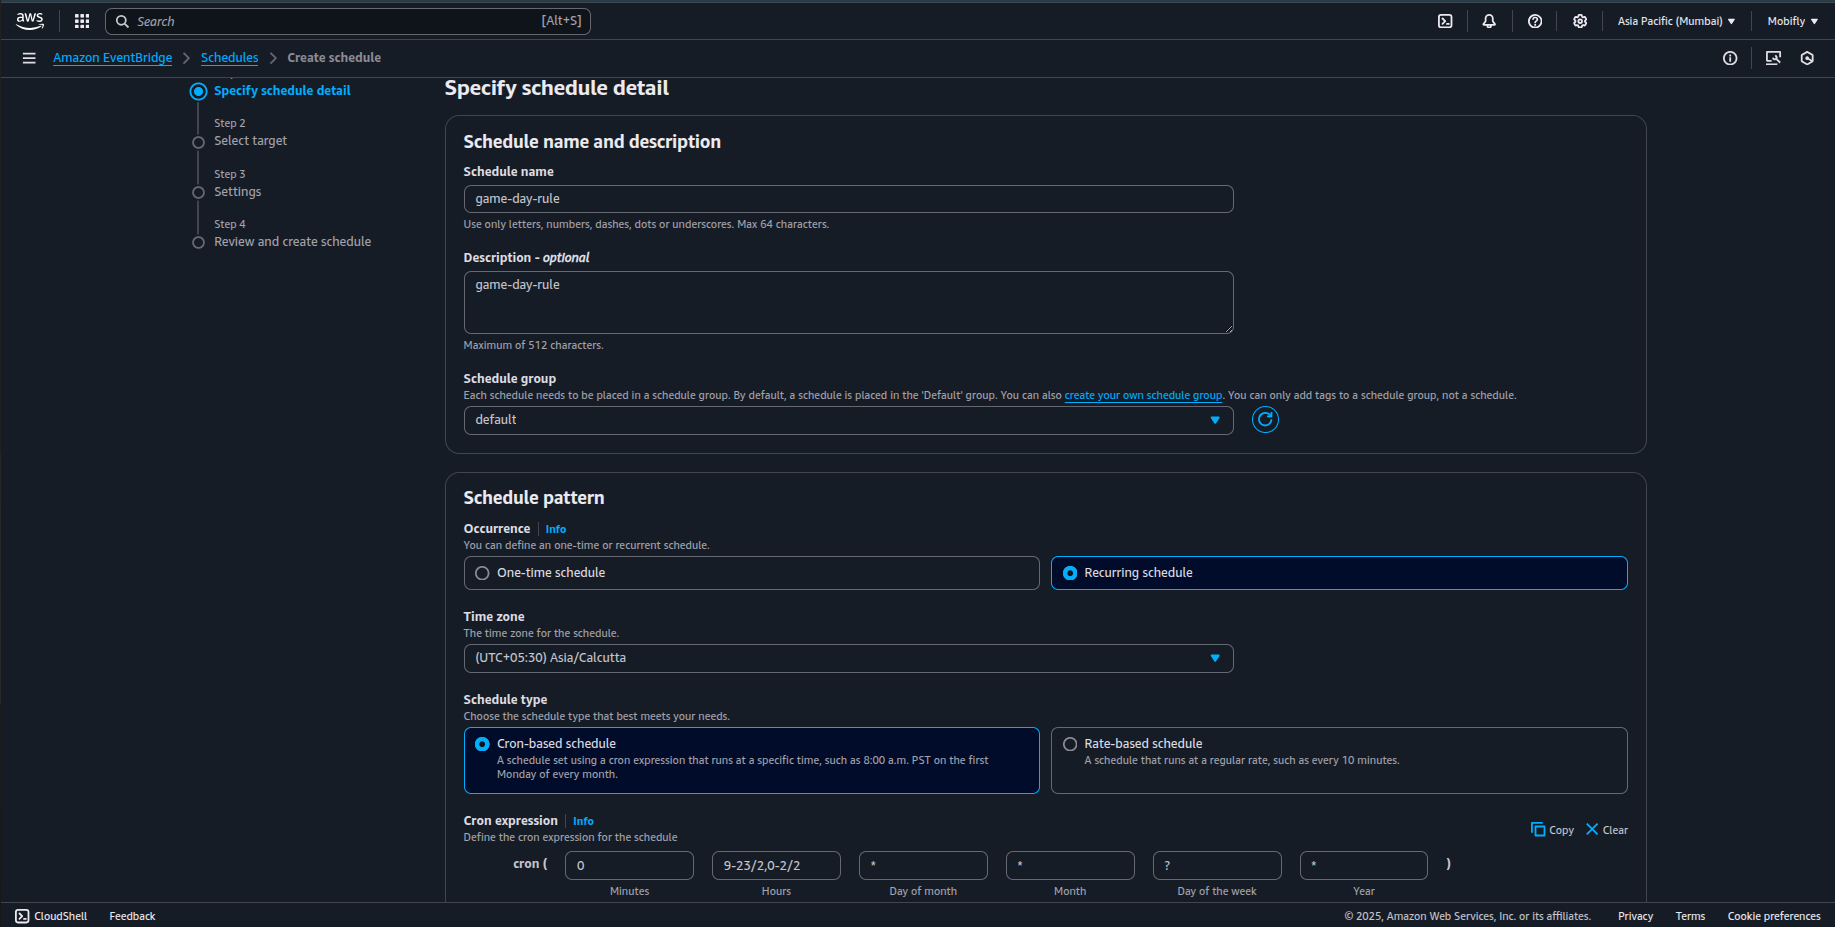 aws
Search [Alt+S]
Asia Pacific (Mumbai)
Mobifly
Amazon EventBridge
Schedules
Create schedule
Specify schedule detail
Step 2
Select target
Step 3
Settings
Step 4
Review and create schedule
Specify schedule detail
Schedule name and description
Schedule name
game-day-rule
Use only letters, numbers, dashes, dots or underscores. Max 64 characters.
Description - optional
game-day-rule
Maximum of 512 characters.
Schedule group
Each schedule needs to be placed in a schedule group. By default, a schedule is placed in the 'Default' group. You can also create your own schedule group. You can only add tags to a schedule group, not a schedule.
default
Schedule pattern
Occurrence Info
You can define an one-time or recurrent schedule.
One-time schedule
Recurring schedule
Time zone
The time zone for the schedule.
(UTC+05:30) Asia/Calcutta
Schedule type
Choose the schedule type that best meets your needs.
Cron-based schedule
A schedule set using a cron expression that runs at a specific time, such as 8:00 a.m. PST on the first
Monday of every month.
Rate-based schedule
A schedule that runs at a regular rate, such as every 10 minutes.
Cron expression Info
Define the cron expression for the schedule
Copy Clear
cron ( 0 9-23/2,0-2/2 * * ? * )
Minutes Hours Day of month Month Day of the week Year
CloudShell Feedback
© 2025, Amazon Web Services, Inc. or its affiliates. Privacy Terms Cookie preferences